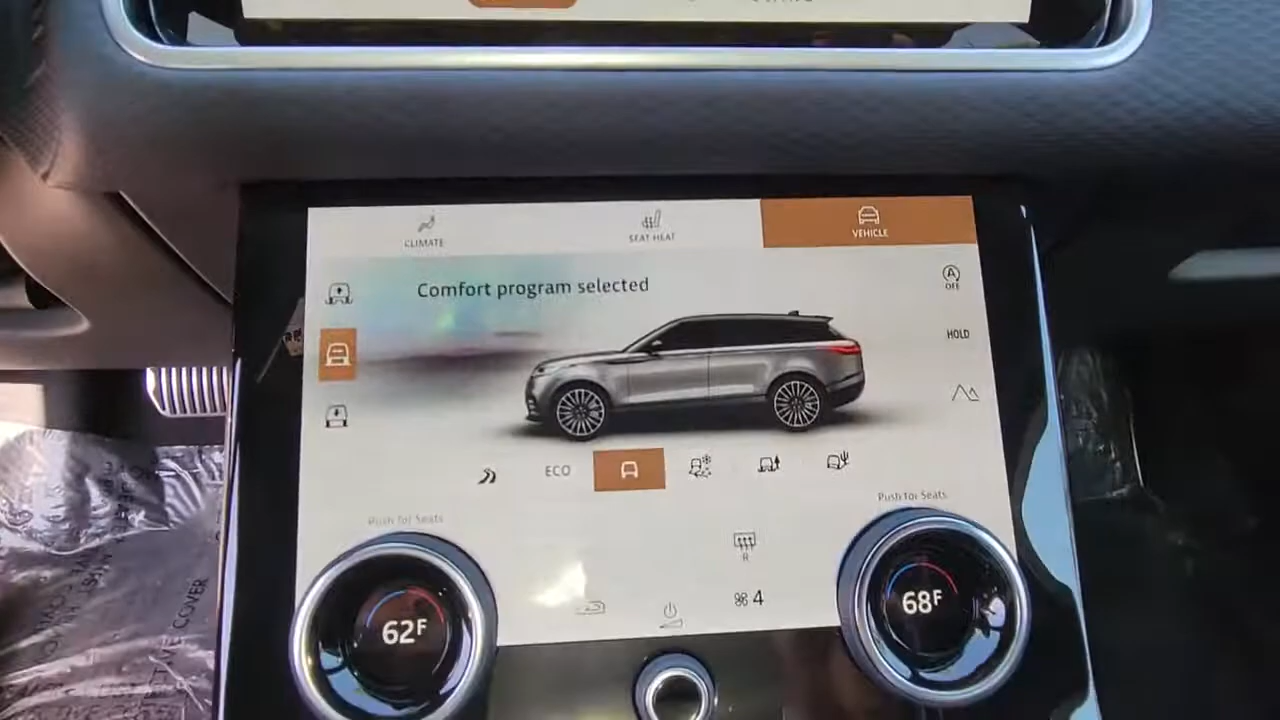 CLIMATE
SEAT HEAT
VEHICLE
Comfort program selected
A
OFF
HOLD
ECO
Push for Seats
Push for Seats
R
4
62F
68F
COVER